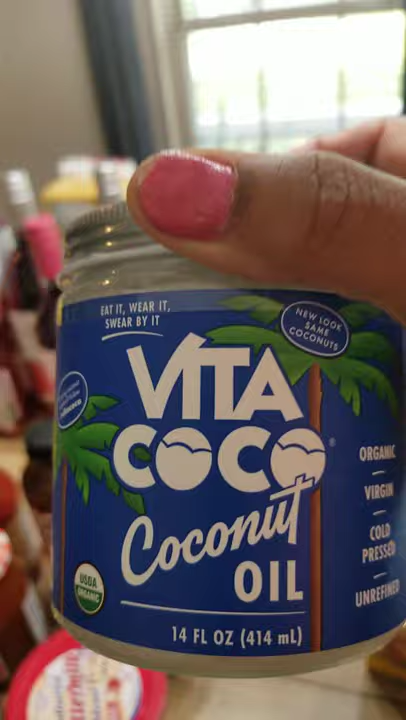 EAT IT, WEAR IT,
SWEAR BY IT
NEW LOOK
SAME
COCONUTS
VITA
COCO®
Coconut
OIL
ORGANIC
VIRGIN
COLD
PRESSED
UNREFINED
USDA
ORGANIC
14 FL OZ (414 mL)